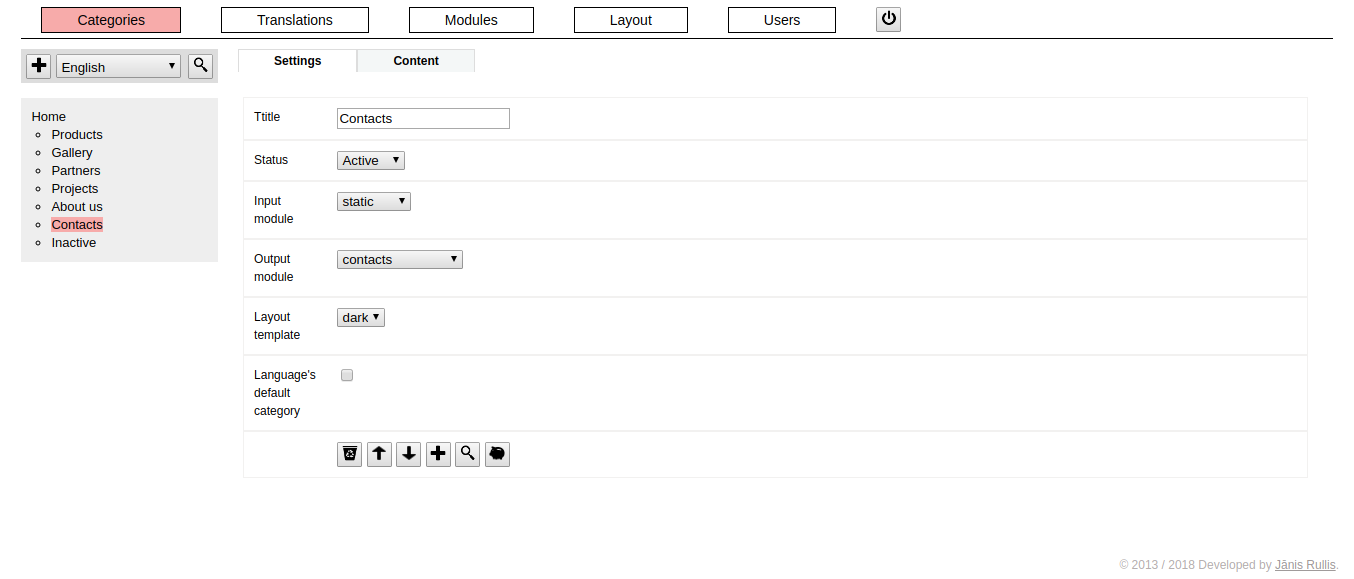 Categories Translations Modules Layout Users
English
Settings Content
Home
Products
Gallery
Partners
Projects
About us
Contacts
Inactive
Ttitle Contacts
Status Active
Input static
module
Output contacts
module
Layout dark
template
Language's
default
category
© 2013 / 2018 Developed by Jānis Rullis.